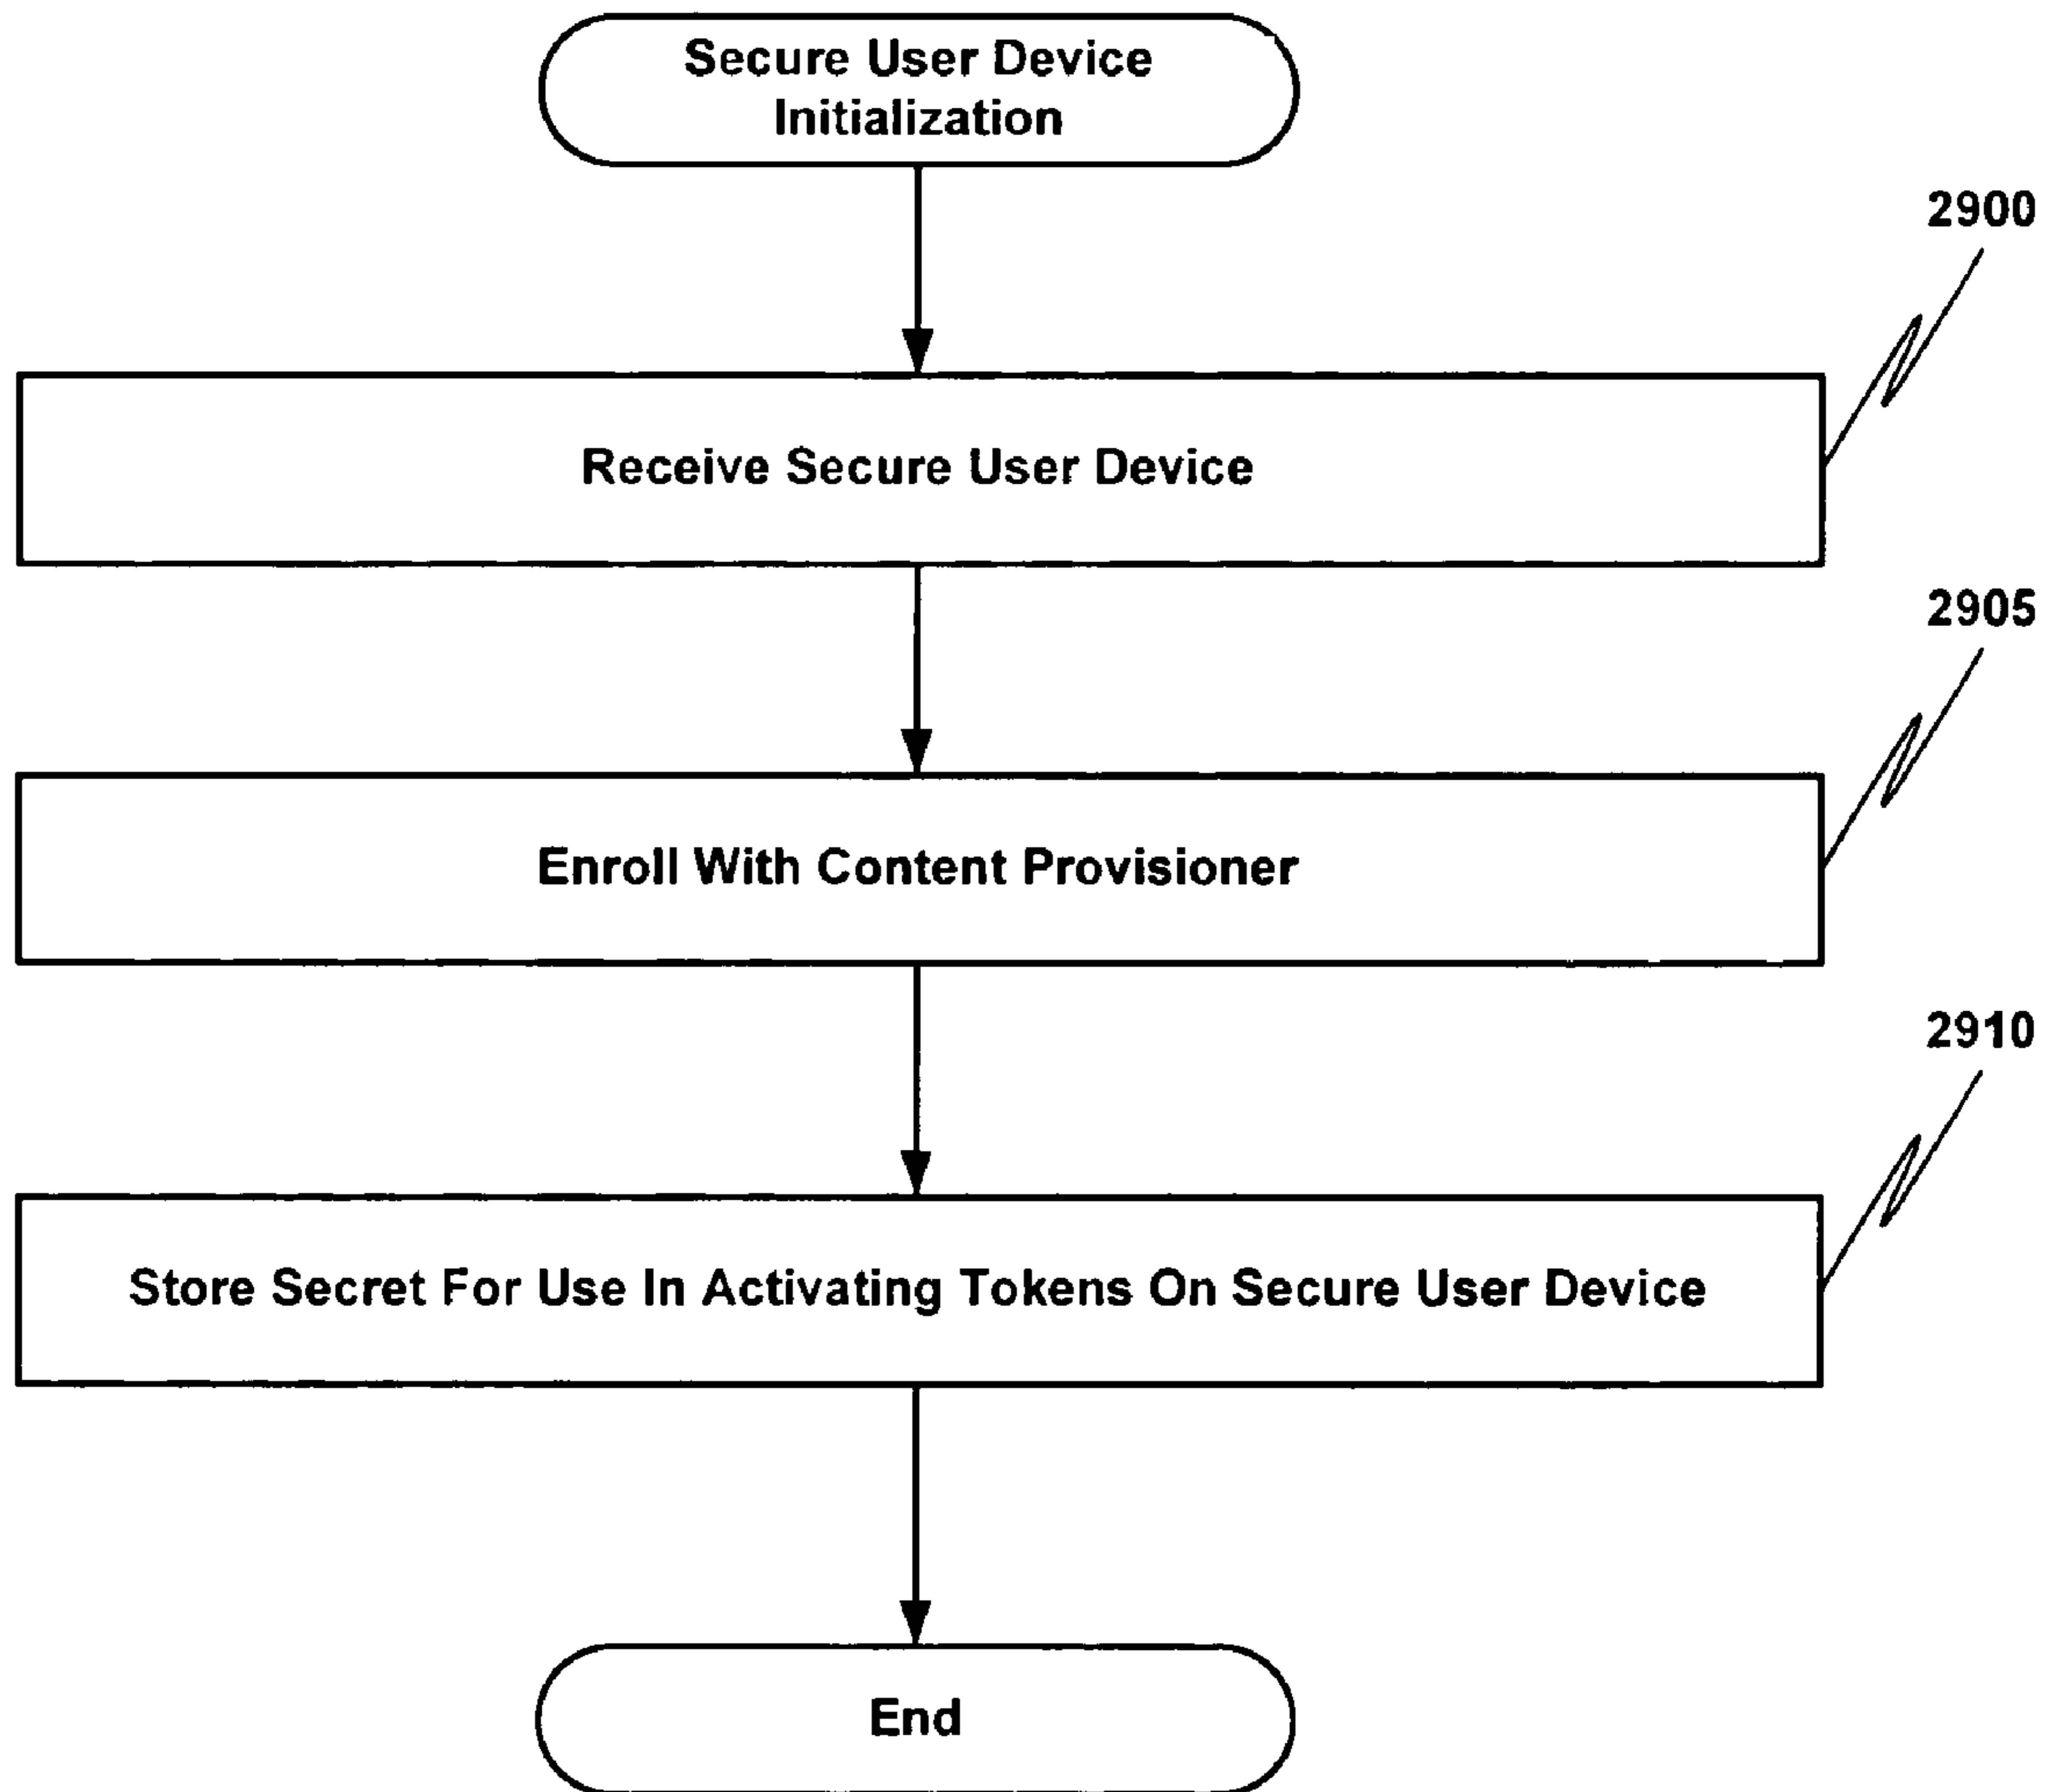 Secure User Device
Initialization
2900
Receive Secure User Device
2905
Enroll With Content Provisioner
2910
Store Secret For Use In Activating Tokens On Secure User Device
End